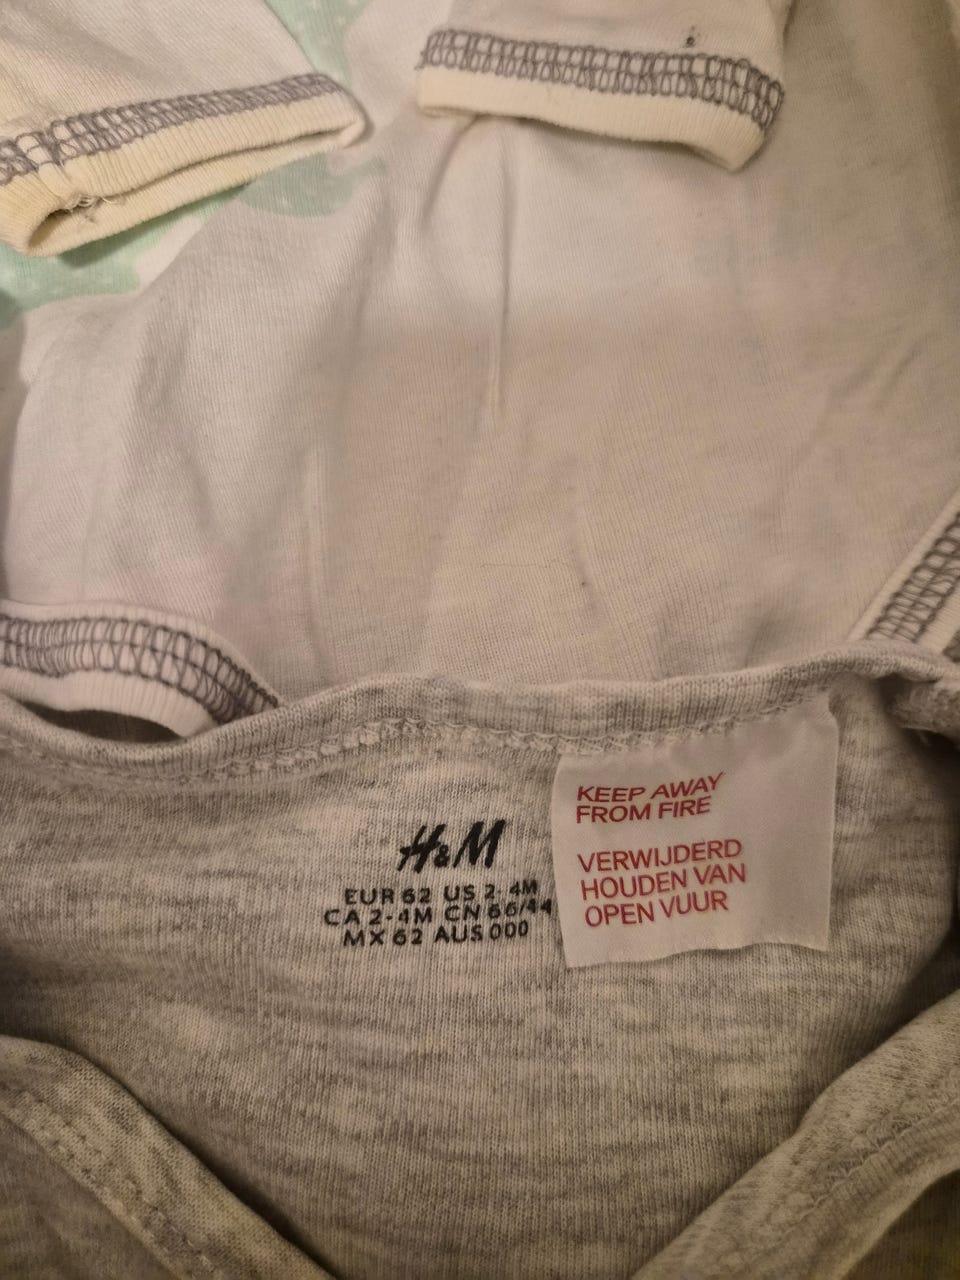 H&M
EUR 62 US 2-4M
CA 2-4M CN 66/44
MX 62 AUS 000
KEEP AWAY
FROM FIRE
VERWIJDERD
HOUDEN VAN
OPEN VUUR